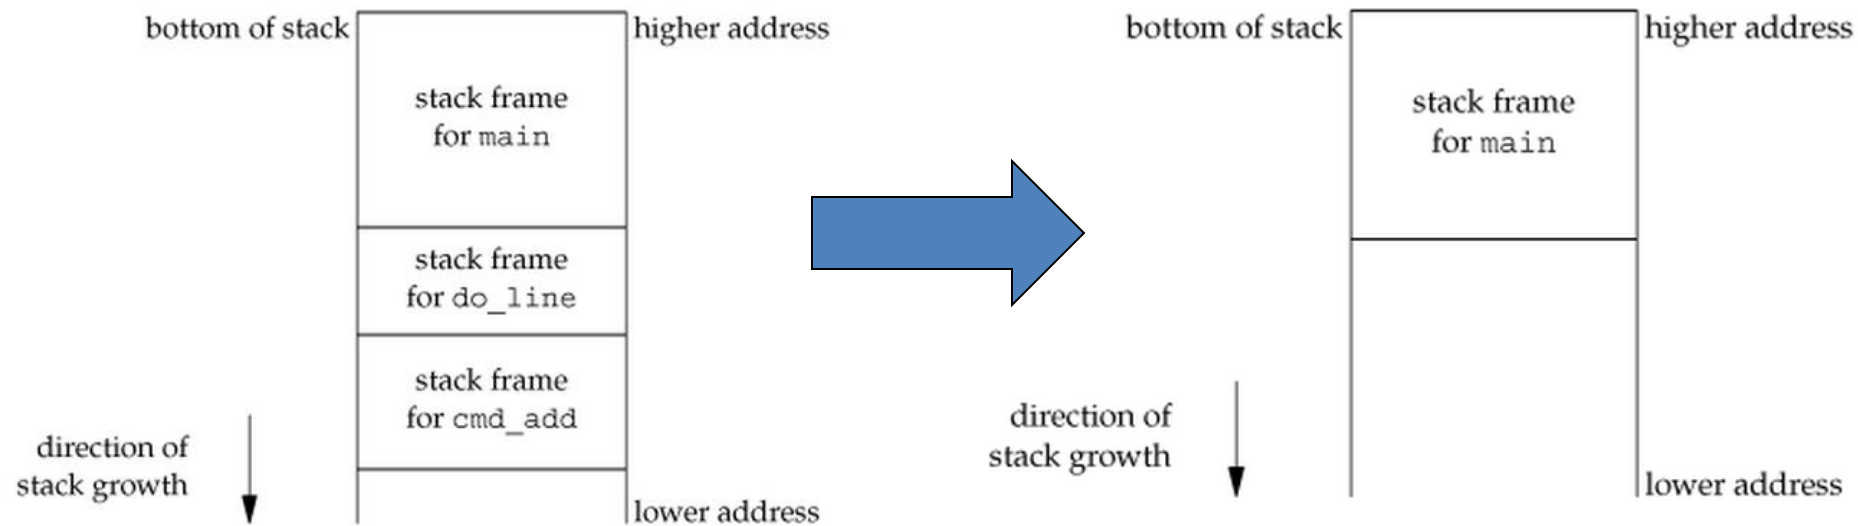 bottom of stack
higher address
stack frame
for main
stack frame
for do_line
stack frame
for cmd_add
direction of
stack growth
lower address
bottom of stack
higher address
stack frame
for main
direction of
stack growth
lower address